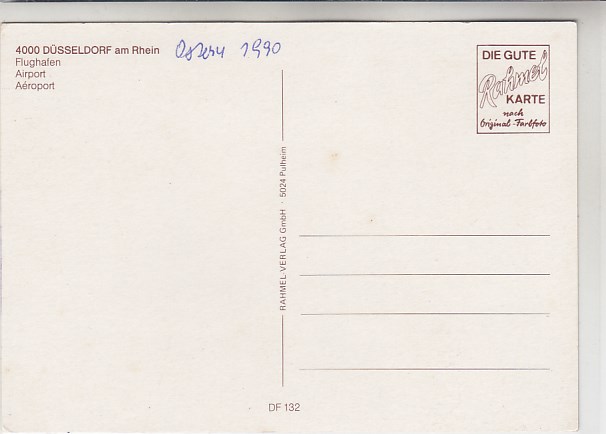 4000 DÜSSELDORF am Rhein Ostern 1990
Flughafen
Airport
Aéroport
DIE GUTE
Rahmel
KARTE
nach
Original-Farbfoto
RAHMEL-VERLAG GmbH · 5024 Pulheim
DF 132